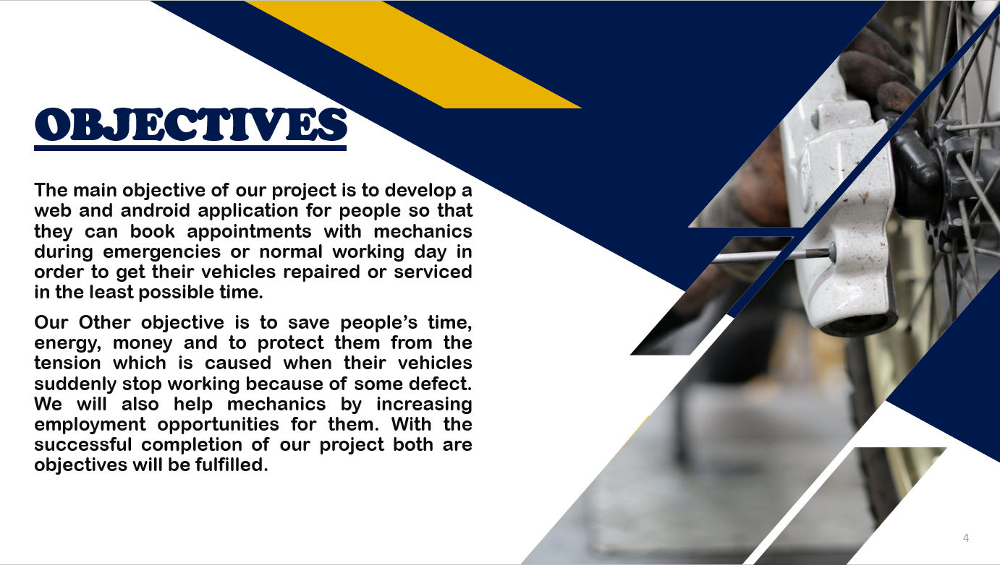 OBJECTIVES
The main objective of our project is to develop a
web and android application for people so that
they can book appointments with mechanics
during emergencies or normal working day in
order to get their vehicles repaired or serviced
in the least possible time.
Our Other objective is to save people’s time,
energy, money and to protect them from the
tension which is caused when their vehicles
suddenly stop working because of some defect.
We will also help mechanics by increasing
employment opportunities for them. With the
successful completion of our project both are
objectives will be fulfilled.
4